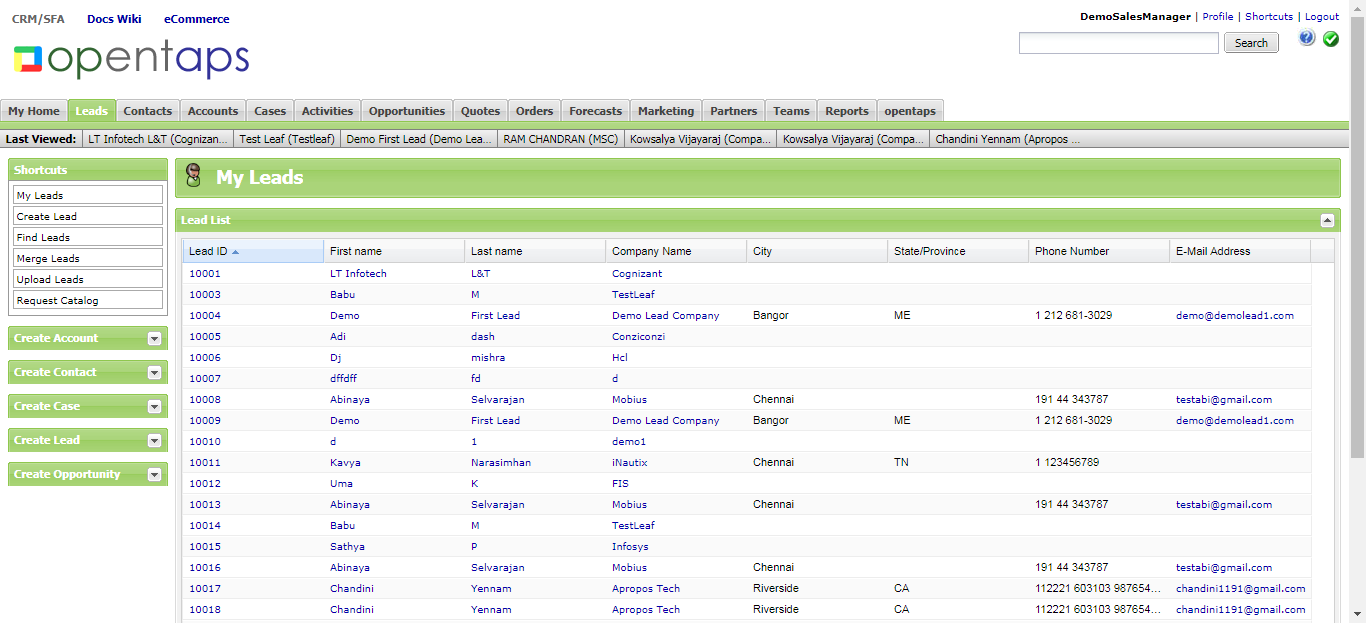 CRM/SFA Docs Wiki eCommerce
DemoSalesManager | Profile | Shortcuts | Logout
opentaps
Search
My Home Leads Contacts Accounts Cases Activities Opportunities Quotes Orders Forecasts Marketing Partners Teams Reports opentaps
Last Viewed: LT Infotech L&T (Cognizan... Test Leaf (Testleaf) Demo First Lead (Demo Lea... RAM CHANDRAN (MSC) Kowsalya Vijayaraj (Compa... Kowsalya Vijayaraj (Compa... Chandini Yennam (Apropos ...
Shortcuts
My Leads
Create Lead
Find Leads
Merge Leads
Upload Leads
Request Catalog
Create Account
Create Contact
Create Case
Create Lead
Create Opportunity
My Leads
Lead List
Lead ID First name Last name Company Name City State/Province Phone Number E-Mail Address
10001 LT Infotech L&T Cognizant
10003 Babu M TestLeaf
10004 Demo First Lead Demo Lead Company Bangor ME 1 212 681-3029 demo@demolead1.com
10005 Adi dash Conziconzi
10006 Dj mishra Hcl
10007 dffdff fd d
10008 Abinaya Selvarajan Mobius Chennai 191 44 343787 testabi@gmail.com
10009 Demo First Lead Demo Lead Company Bangor ME 1 212 681-3029 demo@demolead1.com
10010 d 1 demo1
10011 Kavya Narasimhan iNautix Chennai TN 1 123456789
10012 Uma K FIS
10013 Abinaya Selvarajan Mobius Chennai 191 44 343787 testabi@gmail.com
10014 Babu M TestLeaf
10015 Sathya P Infosys
10016 Abinaya Selvarajan Mobius Chennai 191 44 343787 testabi@gmail.com
10017 Chandini Yennam Apropos Tech Riverside CA 112221 603103 987654... chandini1191@gmail.com
10018 Chandini Yennam Apropos Tech Riverside CA 112221 603103 987654... chandini1191@gmail.com